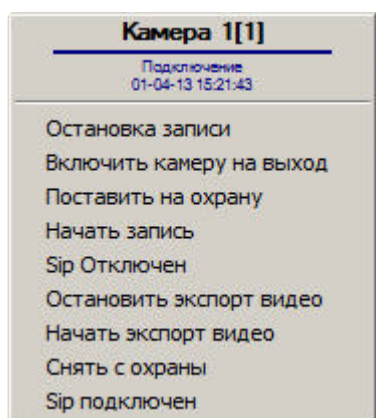 Камера 1[1]
Подключение
01-04-13 15:21:43
Остановка записи
Включить камеру на выход
Поставить на охрану
Начать запись
Sip Отключен
Остановить экспорт видео
Начать экспорт видео
Снять с охраны
Sip подключен